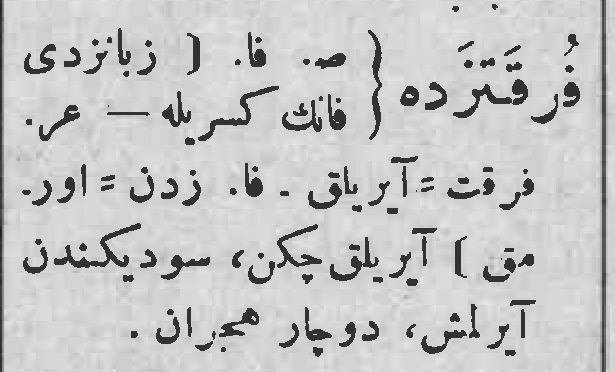 فُرقَتزَده { ص. فا. [ زبانزدی
فانك كسریله — عر.
فرقت = آیریلق . فا. زدن = اور.
مق ] آیریلق چكن، سودیكندن
آیرلمش، دوچار هجران .